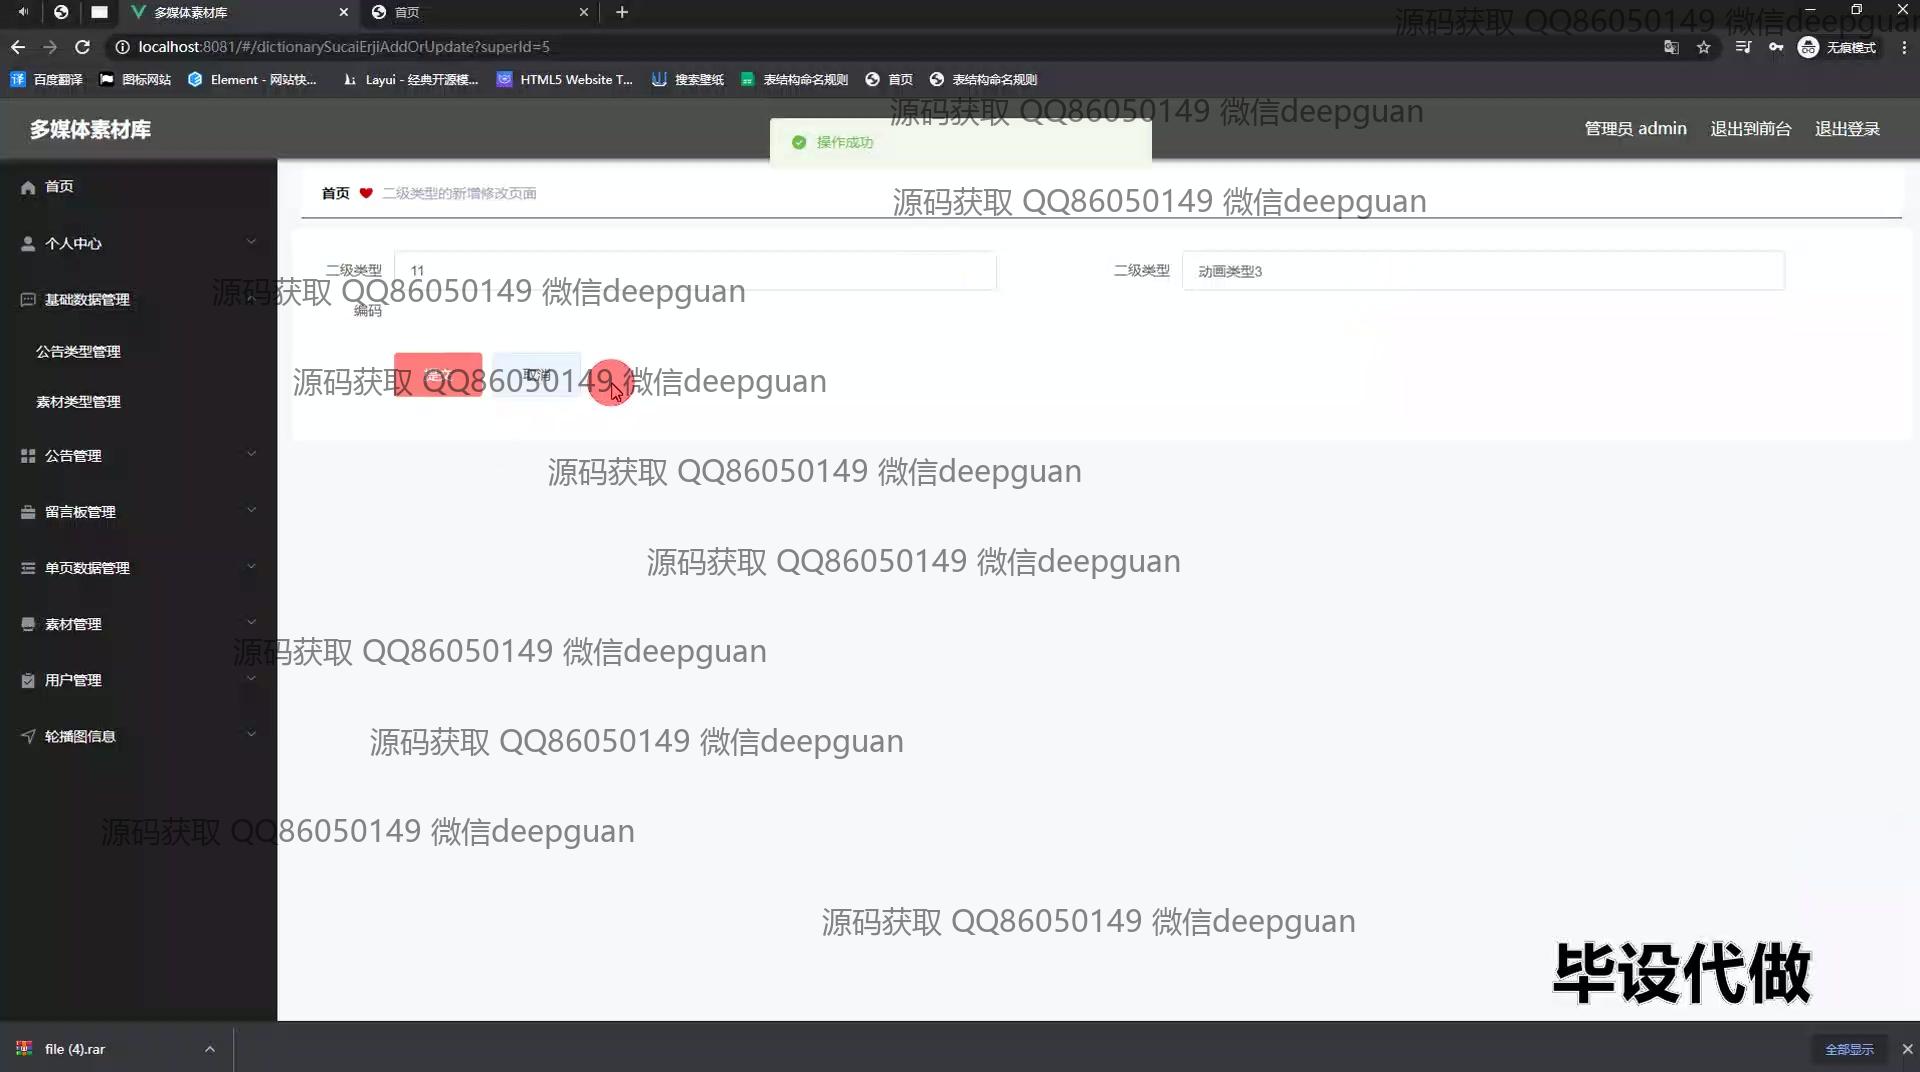 多媒体素材库
首页
localhost:8081/#/dictionarySucaiErjiAddOrUpdate?superId=5
无痕模式
百度翻译
图标网站
Element - 网站快...
Layui - 经典开源模...
HTML5 Website T...
搜索壁纸
表结构命名规则
首页
表结构命名规则
源码获取 QQ86050149 微信deepguan
多媒体素材库
源码获取 QQ86050149 微信deepguan
操作成功
管理员 admin
退出到前台
退出登录
首页
首页
二级类型的新增修改页面
源码获取 QQ86050149 微信deepguan
个人中心
二级类型
编码
11
二级类型
动画类型3
基础数据管理
源码获取 QQ86050149 微信deepguan
公告类型管理
提交
取消
源码获取 QQ86050149 微信deepguan
素材类型管理
公告管理
源码获取 QQ86050149 微信deepguan
留言板管理
单页数据管理
源码获取 QQ86050149 微信deepguan
素材管理
源码获取 QQ86050149 微信deepguan
用户管理
轮播图信息
源码获取 QQ86050149 微信deepguan
源码获取 QQ86050149 微信deepguan
源码获取 QQ86050149 微信deepguan
毕设代做
file (4).rar
全部显示